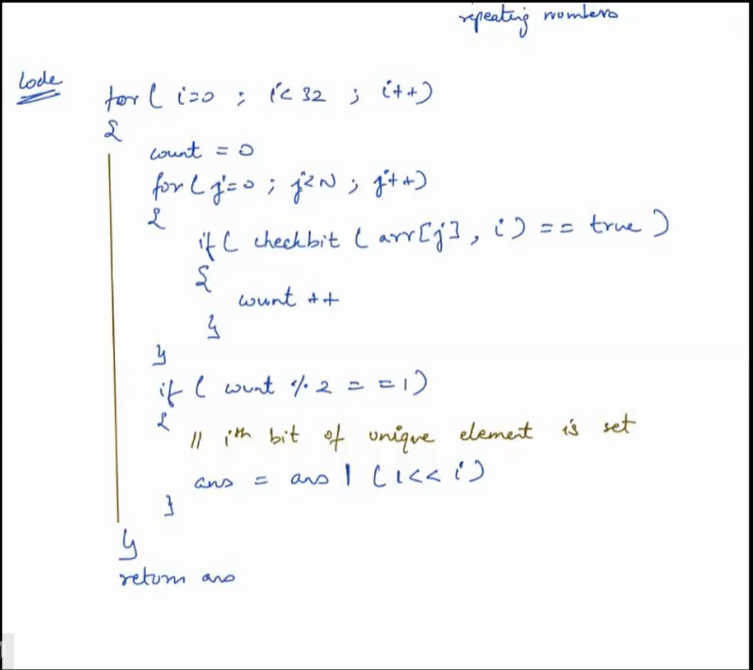 repeating numbers
Code
for ( i=0 ; i< 32 ; i++)
{
count = 0
for ( j=0 ; j<N ; j++)
{
if ( checkbit ( arr[j], i) == true )
{
count ++
}
}
if ( count % 2 == 1)
{
// ith bit of unique element is set
ans = ans | (1<< i)
}
}
return ans